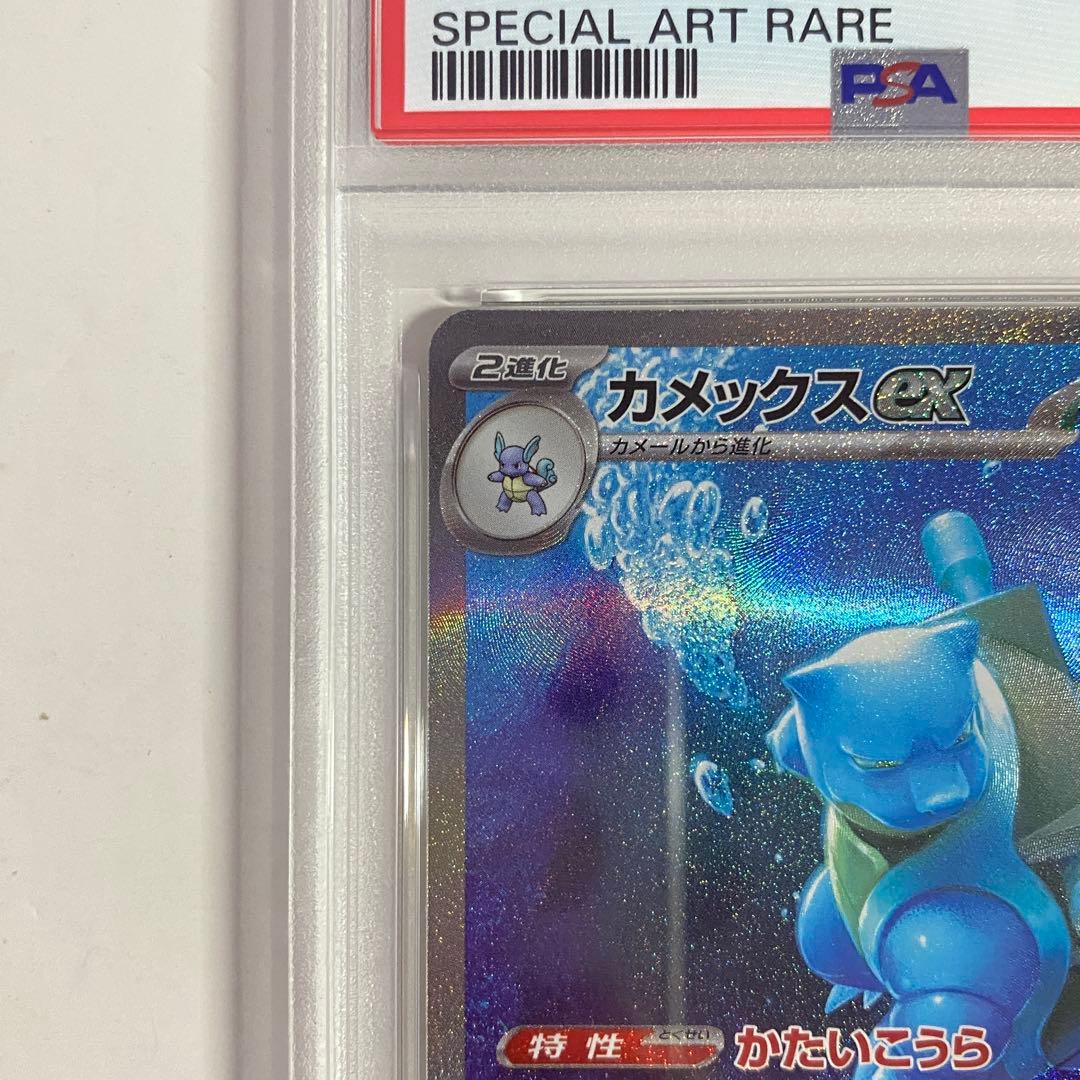 SPECIAL ART RARE
PSA
2進化
カメックスex
カメールから進化
特性
とくせい
かたいこうら